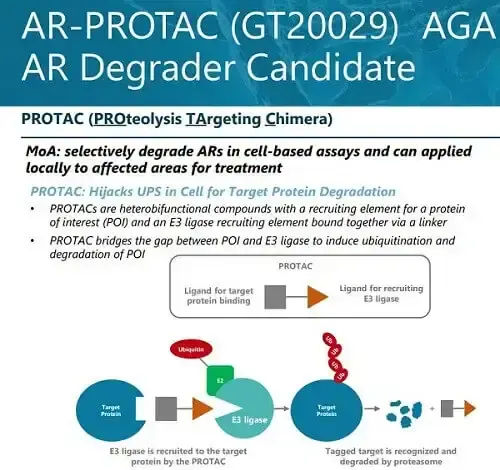 AR-PROTAC (GT20029) AGA
AR Degrader Candidate
PROTAC (PROteolysis TArgeting Chimera)
MoA: selectively degrade ARs in cell-based assays and can applied
locally to affected areas for treatment
PROTAC: Hijacks UPS in Cell for Target Protein Degradation
• PROTACs are heterobifunctional compounds with a recruiting element for a protein
of interest (POI) and an E3 ligase recruiting element bound together via a linker
• PROTAC bridges the gap between POI and E3 ligase to induce ubiquitination and
degradation of POI
PROTAC
Ligand for target
protein binding
Ligand for recruiting
E3 ligase
Ubiquitin
E2
Target
Protein
E3 ligase
Ub
Ub
Ub
Ub
Target
Protein
+
E3 ligase is recruited to the target
protein by the PROTAC
Tagged target is recognized and
degraded by proteasome